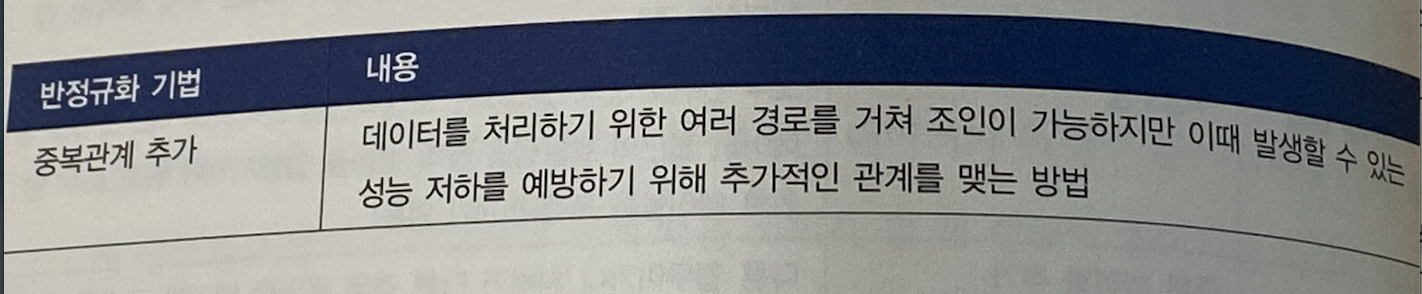 반정규화 기법 내용
중복관계 추가 데이터를 처리하기 위한 여러 경로를 거쳐 조인이 가능하지만 이때 발생할 수 있는
성능 저하를 예방하기 위해 추가적인 관계를 맺는 방법